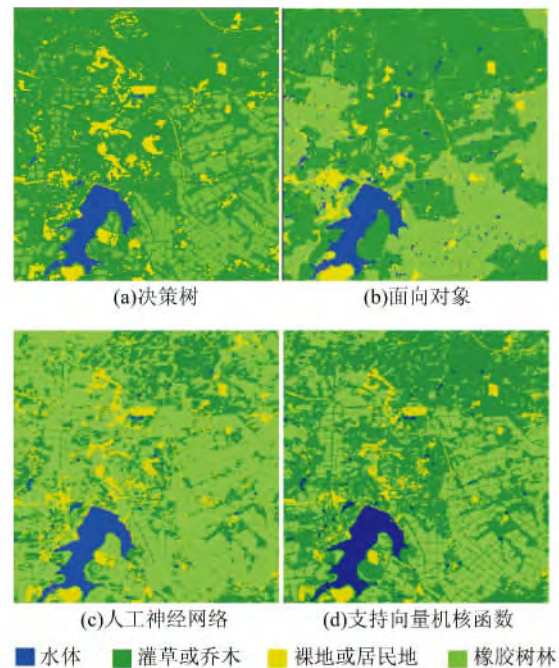 (a)决策树
(b)面向对象
(c)人工神经网络
(d)支持向量机核函数
水体 灌草或乔木 裸地或居民地 橡胶树林